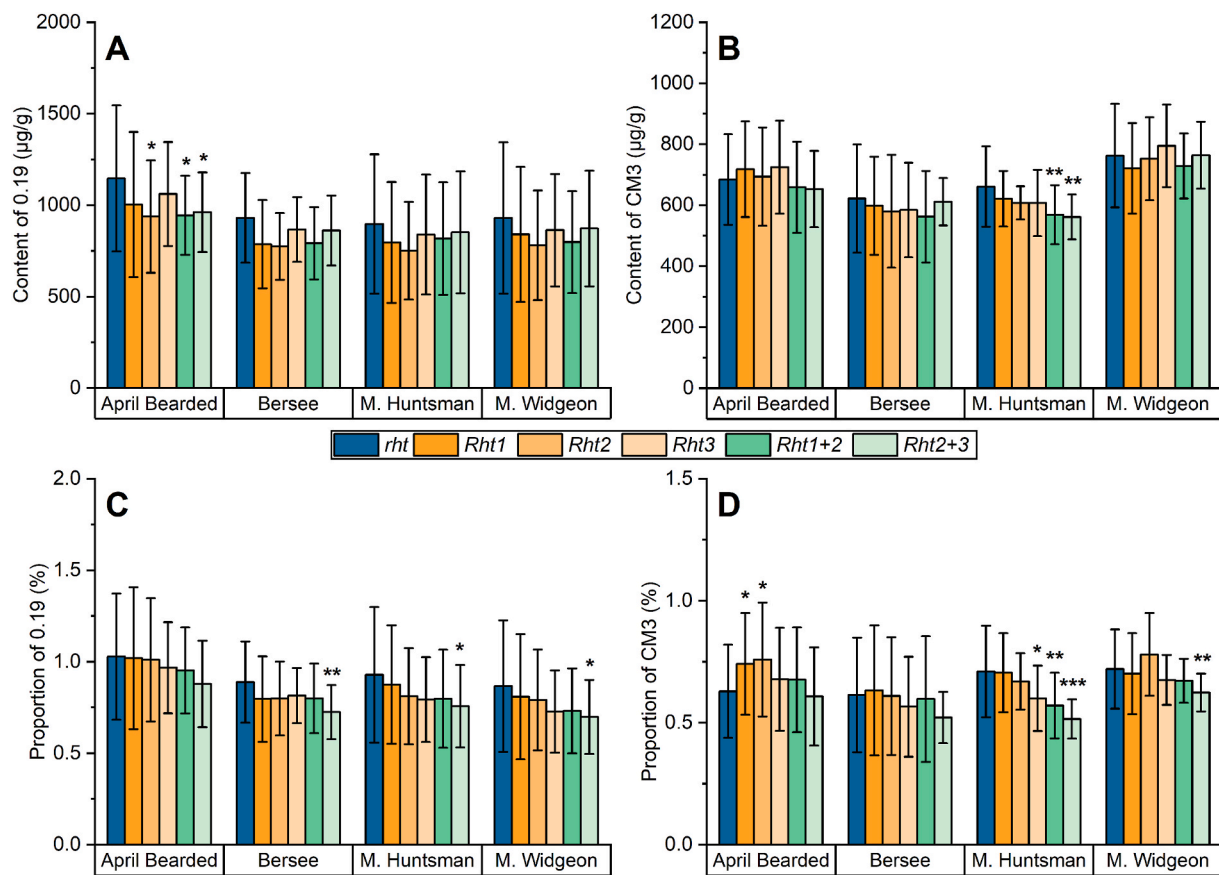 A
Content of 0.19 (µg/g)
2000
1500
1000
500
0
* * *
April Bearded Bersee M. Huntsman M. Widgeon
B
Content of CM3 (µg/g)
1200
1000
800
600
400
200
0
** **
April Bearded Bersee M. Huntsman M. Widgeon
rht Rht1 Rht2 Rht3 Rht1+2 Rht2+3
C
Proportion of 0.19 (%)
2.0
1.5
1.0
0.5
0.0
** * *
April Bearded Bersee M. Huntsman M. Widgeon
D
Proportion of CM3 (%)
1.5
1.0
0.5
0.0
* * * ** *** **
April Bearded Bersee M. Huntsman M. Widgeon